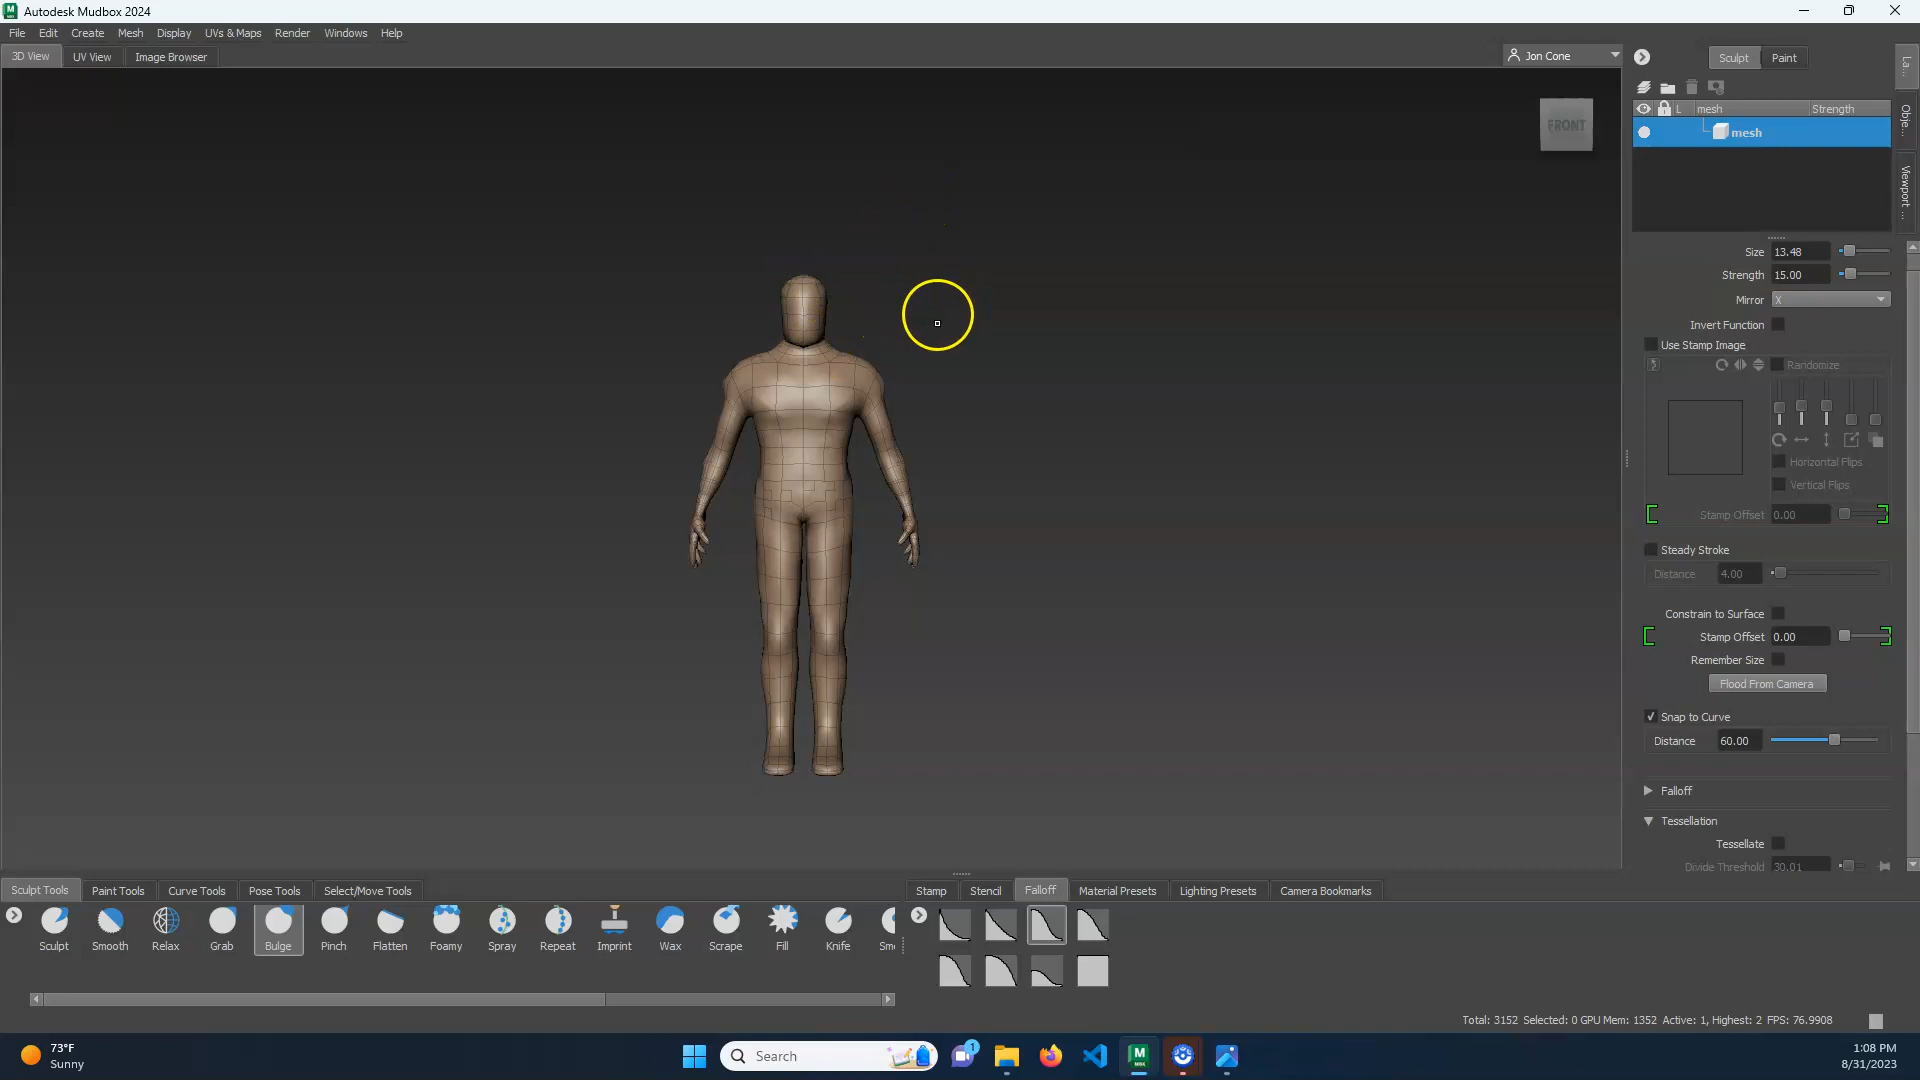 Autodesk Mudbox 2024
File Edit Create Mesh Display UVs & Maps Render Windows Help
3D View UV View Image Browser
Jon Cone
Sculpt Paint
La...
L mesh Strength
mesh
Obje...
Viewport ...
FRONT
Size 13.48
Strength 15.00
Mirror X
Invert Function
Use Stamp Image
Randomize
Horizontal Flips
Vertical Flips
Stamp Offset 0.00
Steady Stroke
Distance 4.00
Constrain to Surface
Stamp Offset 0.00
Remember Size
Flood From Camera
Snap to Curve
Distance 60.00
Falloff
Tessellation
Tessellate
Divide Threshold 30.01
Sculpt Tools Paint Tools Curve Tools Pose Tools Select/Move Tools
Stamp Stencil Falloff Material Presets Lighting Presets Camera Bookmarks
Sculpt Smooth Relax Grab Bulge Pinch Flatten Foamy Spray Repeat Imprint Wax Scrape Fill Knife Sme
Total: 3152 Selected: 0 GPU Mem: 1352 Active: 1, Highest: 2 FPS: 76.9908
73°F
Sunny
Search
1
1:08 PM
8/31/2023